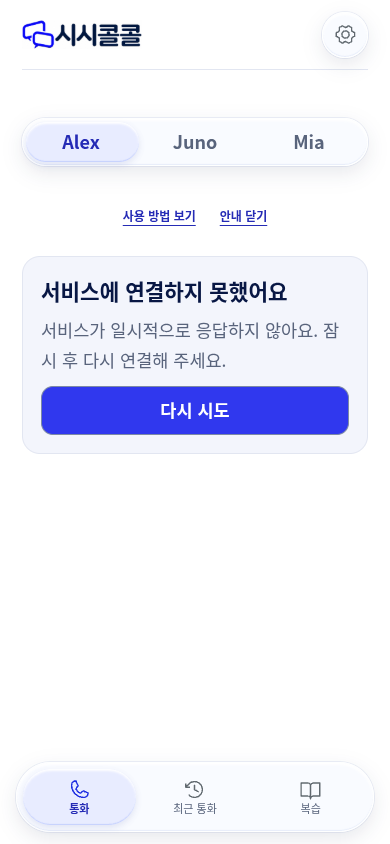 시시콜콜
Alex
Juno
Mia
사용 방법 보기
안내 닫기
서비스에 연결하지 못했어요
서비스가 일시적으로 응답하지 않아요. 잠
시 후 다시 연결해 주세요.
다시 시도
통화
최근 통화
복습